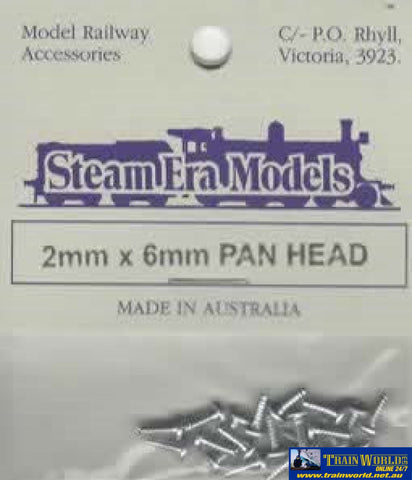 Model Railway
Accessories
C/- P.O. Rhyll,
Victoria, 3923.
Steam Era Models
2mm x 6mm PAN HEAD
MADE IN AUSTRALIA
TRAIN WORLD
ONLINE 24/7
www.trainworld.net.au